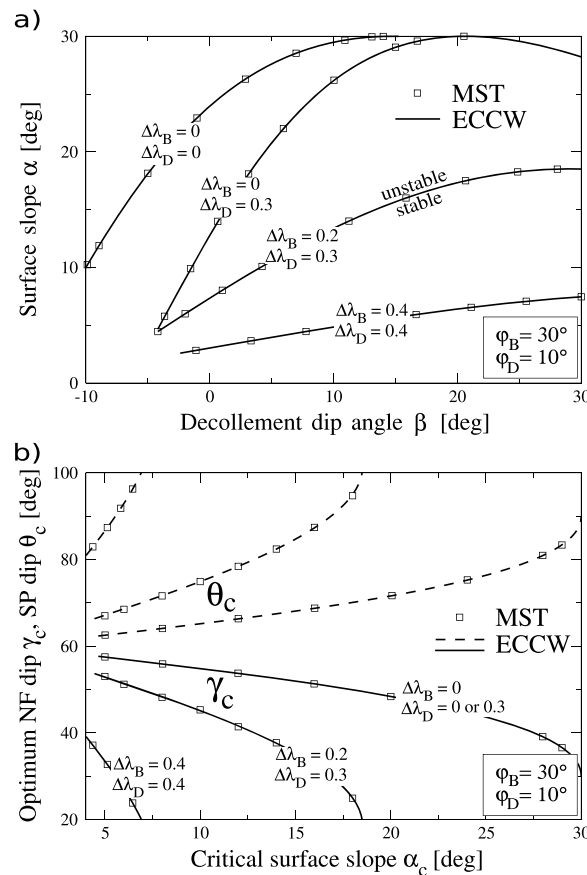 a)
30
20
10
0
Surface slope α [deg]
MST
ECCW
Δλ_B = 0
Δλ_D = 0
Δλ_B = 0
Δλ_D = 0.3
unstable
stable
Δλ_B = 0.2
Δλ_D = 0.3
Δλ_B = 0.4
Δλ_D = 0.4
φ_B = 30°
φ_D = 10°
-10 0 10 20 30
Decollement dip angle β [deg]
b)
100
90
80
70
60
50
40
30
20
Optimum NF dip γ_c, SP dip θ_c [deg]
θ_c
MST
ECCW
γ_c
Δλ_B = 0
Δλ_D = 0 or 0.3
Δλ_B = 0.2
Δλ_D = 0.3
Δλ_B = 0.4
Δλ_D = 0.4
φ_B = 30°
φ_D = 10°
5 10 15 20 25 30
Critical surface slope α_c [deg]